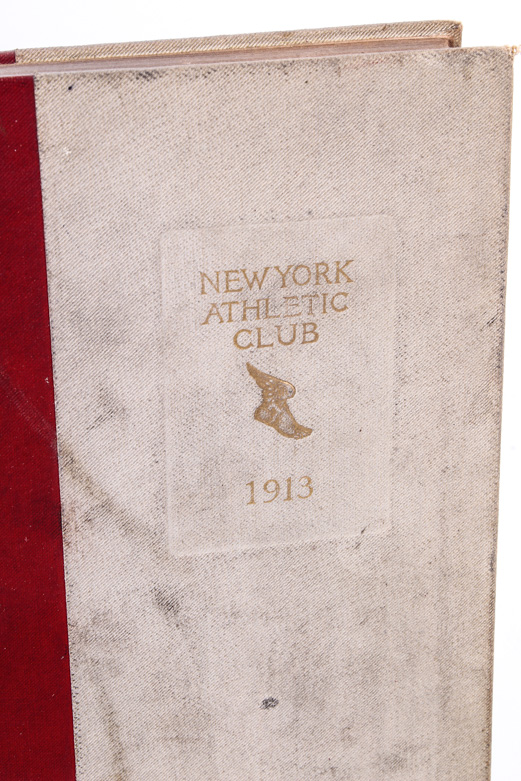 NEW YORK
ATHLETIC
CLUB
1913